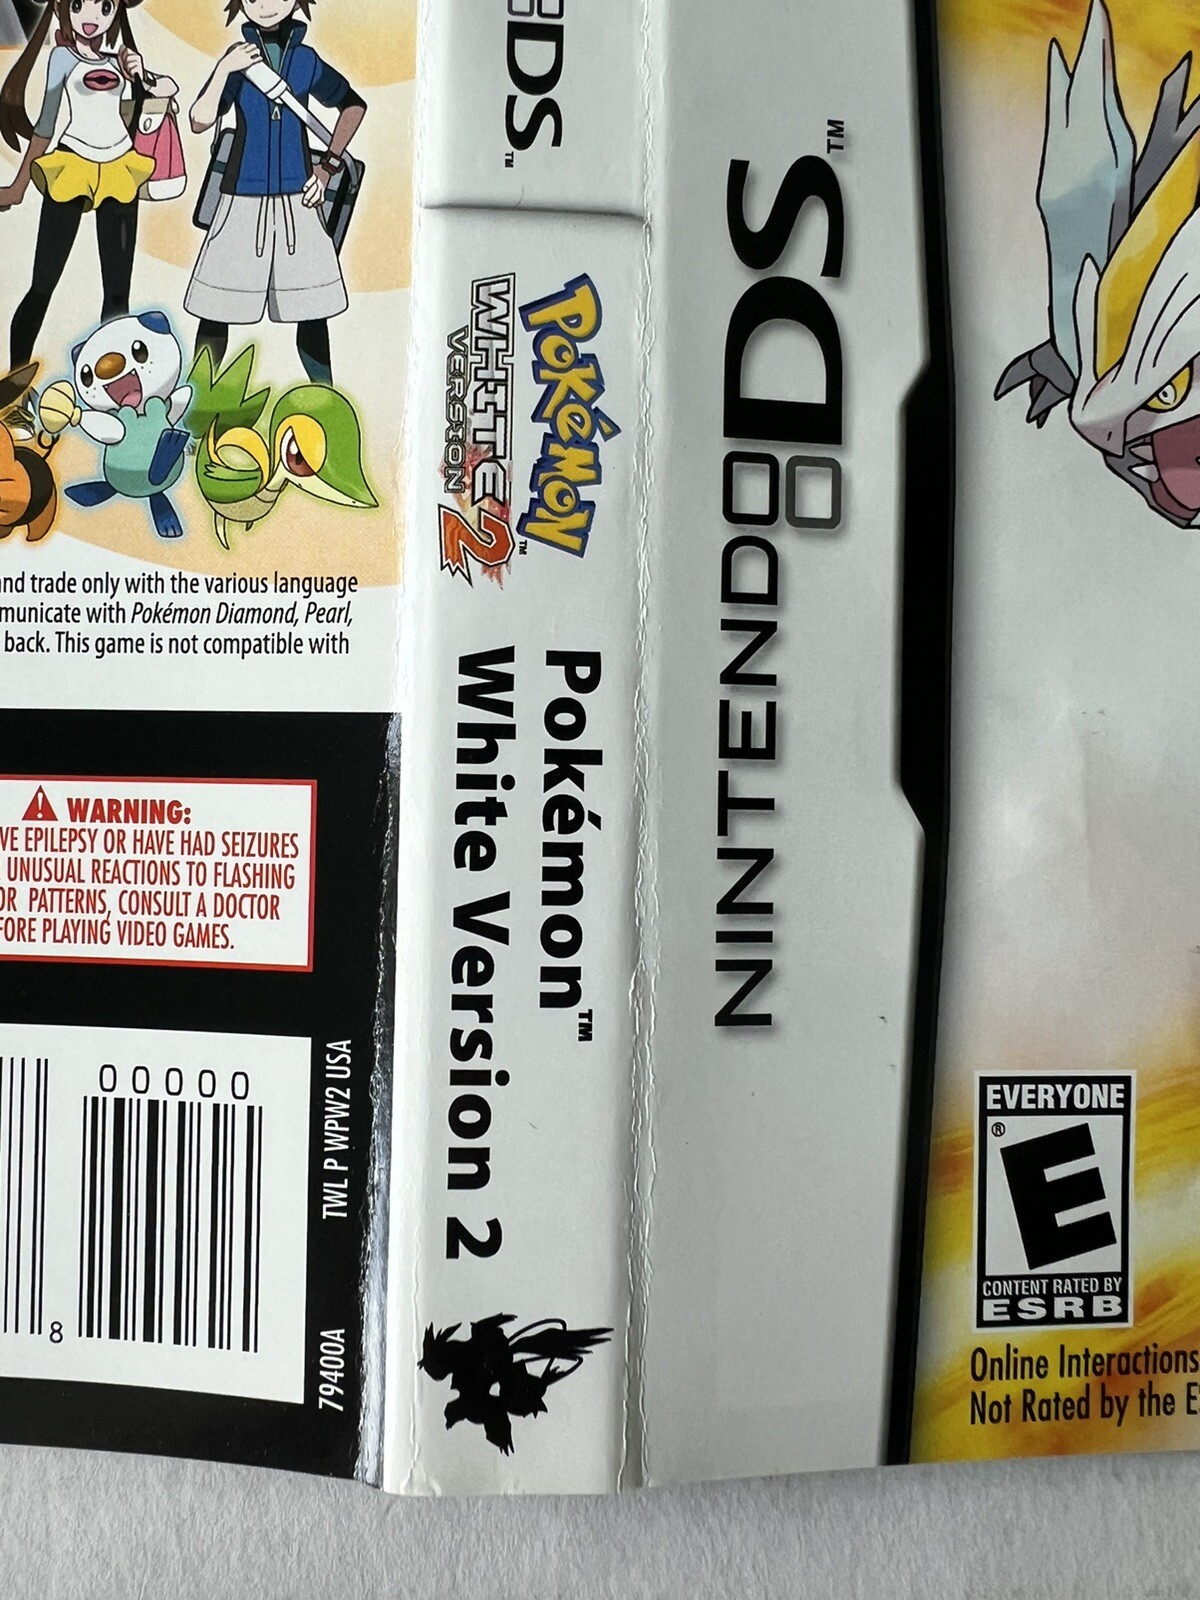 nd trade only with the various language
municate with Pokémon Diamond, Pearl,
back. This game is not compatible with
WARNING:
VE EPILEPSY OR HAVE HAD SEIZURES
UNUSUAL REACTIONS TO FLASHING
OR PATTERNS, CONSULT A DOCTOR
FORE PLAYING VIDEO GAMES.
00000
8
TWL P WPW2 USA
79400A
DS™
POKéMON™
WHITE 2
VERSION
Pokémon™
White Version 2
NINTENDO DS™
EVERYONE
E®
CONTENT RATED BY
ESRB
Online Interactions
Not Rated by the E